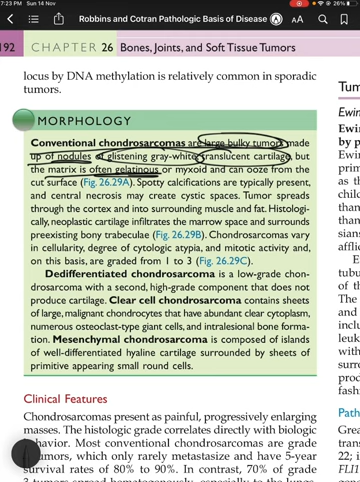 7:23 PM Sun 14 Nov
26%
Robbins and Cotran Pathologic Basis of Disease
AA
192 CHAPTER 26 Bones, Joints, and Soft Tissue Tumors
locus by DNA methylation is relatively common in sporadic
tumors.
MORPHOLOGY
Conventional chondrosarcomas are large bulky tumors made
up of nodules of glistening gray-white, translucent cartilage, but
the matrix is often gelatinous or myxoid and can ooze from the
cut surface (Fig. 26.29A). Spotty calcifications are typically present,
and central necrosis may create cystic spaces. Tumor spreads
through the cortex and into surrounding muscle and fat. Histologi-
cally, neoplastic cartilage infiltrates the marrow space and surrounds
preexisting bony trabeculae (Fig. 26.29B). Chondrosarcomas vary
in cellularity, degree of cytologic atypia, and mitotic activity and,
on this basis, are graded from 1 to 3 (Fig. 26.29C).
Dedifferentiated chondrosarcoma is a low-grade chon-
drosarcoma with a second, high-grade component that does not
produce cartilage. Clear cell chondrosarcoma contains sheets
of large, malignant chondrocytes that have abundant clear cytoplasm,
numerous osteoclast-type giant cells, and intralesional bone forma-
tion. Mesenchymal chondrosarcoma is composed of islands
of well-differentiated hyaline cartilage surrounded by sheets of
primitive appearing small round cells.
Clinical Features
Chondrosarcomas present as painful, progressively enlarging
masses. The histologic grade correlates directly with biologic
behavior. Most conventional chondrosarcomas are grade
tumors, which only rarely metastasize and have 5-year
survival rates of 80% to 90%. In contrast, 70% of grade
3 tumors spread hematogenously, especially to the lungs,
Tum
Ewin
Ewin
by p
Ewin
prim
as th
child
than
than
sians
afflic
E
tubu
of th
The
and
inclu
leuk
with
surr
prod
fash
Path
Grea
tran
22; i
FLI1